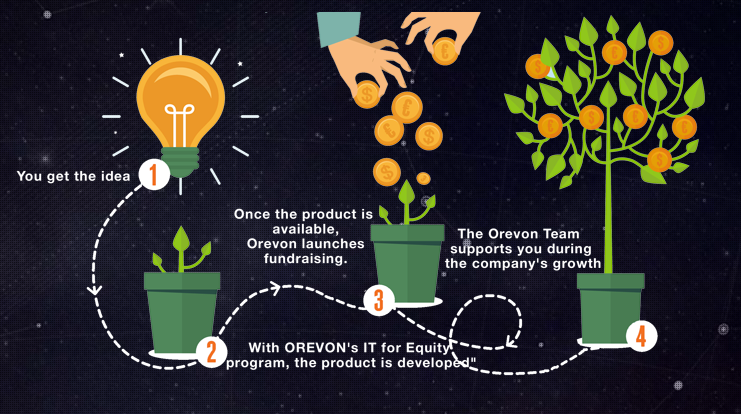 You get the idea
1
2
With OREVON's IT for Equity
program, the product is developed"
Once the product is
available,
Orevon launches
fundraising.
3
The Orevon Team
supports you during
the company's growth
4